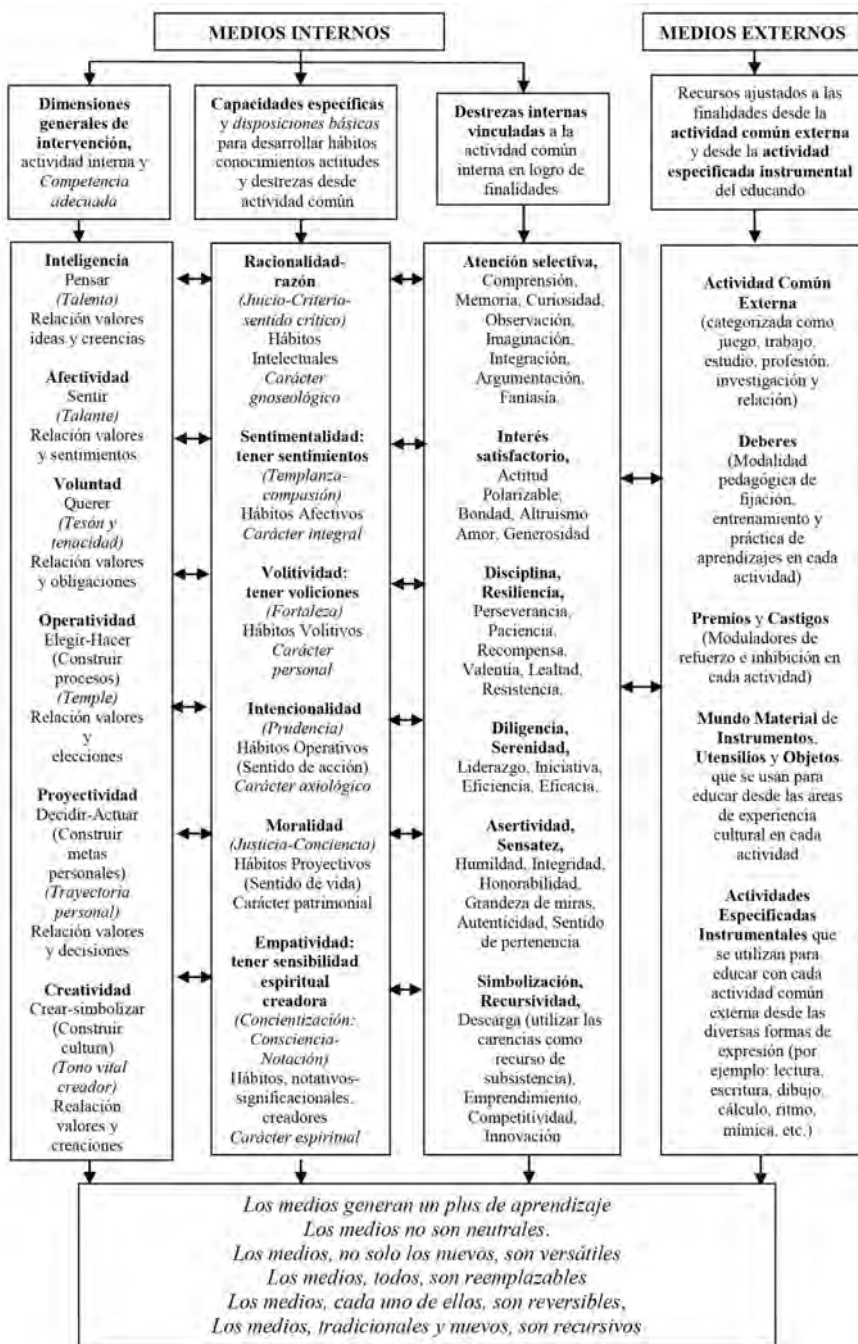 MEDIOS INTERNOS
MEDIOS EXTERNOS
Dimensiones
generales de
intervención,
actividad interna y
Competencia
adecuada
Capacidades específicas
y disposiciones básicas
para desarrollar hábitos
conocimientos actitudes
y destrezas desde
actividad común
Destrezas internas
vinculadas a la
actividad común
interna en logro de
finalidades.
Recursos ajustados a las
finalidades desde la
actividad común externa
y desde la actividad
especificada instrumental
del educando
Inteligencia
Pensar
(Talento)
Relación valores
ideas y creencias
Afectividad
Sentir
(Talante)
Relación valores
y sentimientos
Voluntad
Querer
(Tesón y
tenacidad)
Relación valores
y obligaciones
Operatividad
Elegir-Hacer
(Construir
procesos)
(Temple)
Relación valores
y
elecciones
Proyectividad
Decidir-Actuar
(Construir
metas
personales)
(Trayectoria
personal)
Relación valores
y decisiones
Creatividad
Crear-simbolizar
(Construir
cultura)
(Tono vital
creador)
Realación
valores y
creaciones
Racionalidad-
razón
(Juicio-Criterio-
sentido crítico)
Hábitos
Intelectuales
Carácter
gnoseológico
Sentimentalidad:
tener sentimientos
(Templanza-
compasión)
Hábitos Afectivos
Carácter integral
Volitividad:
tener voliciones
(Fortaleza)
Hábitos Volitivos
Carácter
personal
Intencionalidad
(Prudencia)
Hábitos Operativos
(Sentido de acción)
Carácter axiológico
Moralidad
(Justicia-Conciencia)
Hábitos Proyectivos
(Sentido de vida)
Carácter patrimonial
Empatividad:
tener sensibilidad
espiritual
creadora
(Concientización:
Consciencia-
Notación)
Hábitos, notativos-
significacionales,
creadores
Carácter espiritual
Atención selectiva,
Comprensión,
Memoria, Curiosidad,
Observación,
Imaginación,
Integración,
Argumentación,
Fantasía.
Interés
satisfactorio,
Actitud
Polarizable,
Bondad, Altruismo
Amor, Generosidad
Disciplina,
Resiliencia,
Perseverancia,
Paciencia,
Recompensa,
Valentía, Lealtad,
Resistencia,
Diligencia,
Serenidad,
Liderazgo, Iniciativa,
Eficiencia, Eficacia,
Asertividad,
Sensatez,
Humildad, Integridad,
Honorabilidad,
Grandeza de miras,
Autenticidad, Sentido
de pertenencia
Simbolización,
Recursividad,
Descarga (utilizar las
carencias como
recurso de
subsistencia),
Emprendimiento,
Competitividad,
Innovación
Actividad Común
Externa
(categorizada como
juego, trabajo,
estudio, profesión,
investigación y
relación)
Deberes
(Modalidad
pedagógica de
fijación,
entrenamiento y
práctica de
aprendizajes en cada
actividad)
Premios y Castigos
(Moduladores de
refuerzo e inhibición en
cada actividad)
Mundo Material de
Instrumentos,
Utensilios y Objetos
que se usan para
educar desde las áreas
de experiencia
cultural en cada
actividad
Actividades
Especificadas
Instrumentales que
se utilizan para
educar con cada
actividad común
externa desde las
diversas formas de
expresión (por
ejemplo: lectura,
escritura, dibujo,
cálculo, ritmo,
mímica, etc.)
Los medios generan un plus de aprendizaje
Los medios no son neutrales.
Los medios, no solo los nuevos, son versátiles
Los medios, todos, son reemplazables
Los medios, cada uno de ellos, son reversibles,
Los medios, tradicionales y nuevos, son recursivos